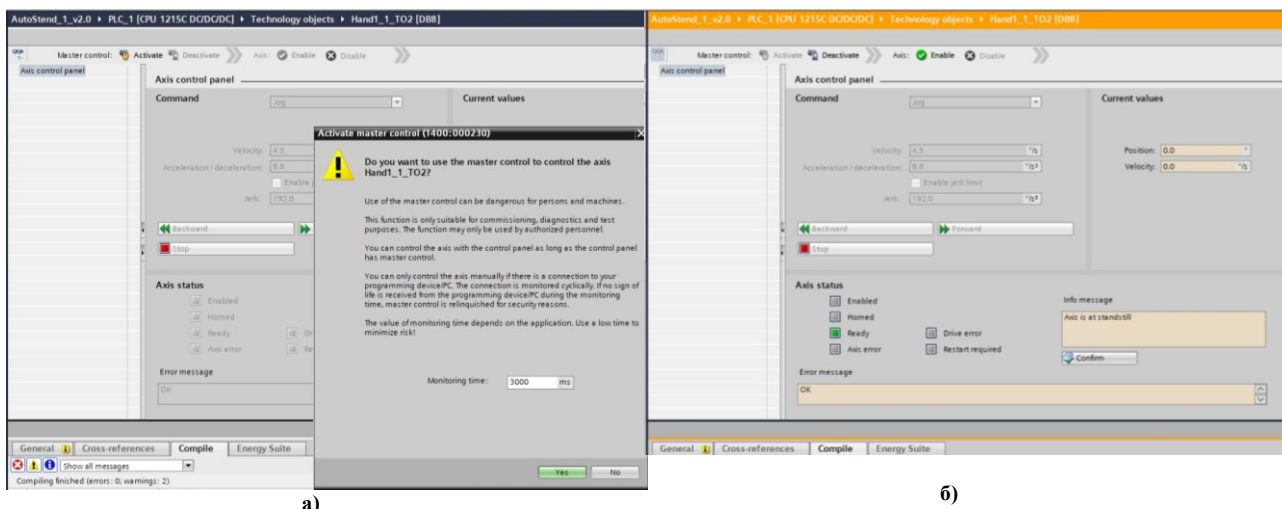 AutoStend_1_v2.0 ▸ PLC_1 [CPU 1215C DC/DC/DC] ▸ Technology objects ▸ Hand1_1_TO2 [DB8]
Master control: Activate Deactivate Axis: Enable Disable
Axis control panel
Axis control panel
Command
Jog
Current values
Velocity: 4.5
Acceleration / deceleration: 8.8
Enable j
Jerk: 192.0
Backward
Stop
Axis status
Enabled
Homed
Ready
Dr
Axis error
Re
Error message
OK
General Cross-references Compile Energy Suite
Show all messages
Compiling finished (errors: 0; warnings: 2)
Activate master control (1400:000230)
Do you want to use the master control to control the axis
Hand1_1_TO2?
Use of the master control can be dangerous for persons and machines.
This function is only suitable for commissioning, diagnostics and test
purposes. The function may only be used by authorized personnel.
You can control the axis with the control panel as long as the control panel
has master control.
You can only control the axis manually if there is a connection to your
programming device/PC. The connection is monitored cyclically. If no sign of
life is received from the programming device/PC during the monitoring
time, master control is relinquished for security reasons.
The value of monitoring time depends on the application. Use a low time to
minimize risk!
Monitoring time: 3000 ms
Yes No
а)
AutoStend_1_v2.0 ▸ PLC_1 [CPU 1215C DC/DC/DC] ▸ Technology objects ▸ Hand1_1_TO2 [DB8]
Master control: Activate Deactivate Axis: Enable Disable
Axis control panel
Axis control panel
Command
Jog
Current values
Velocity: 4.5 °/s
Position: 0.0 °
Acceleration / deceleration: 8.8 °/s²
Velocity: 0.0 °/s
Enable jerk limit
Jerk: 192.0 °/s³
Backward Forward
Stop
Axis status
Enabled
Info message
Homed
Axis is at standstill
Ready
Drive error
Axis error
Restart required
Confirm
Error message
OK
General Cross-references Compile Energy Suite
б)